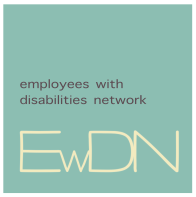 employees with
disabilities network
EwDN